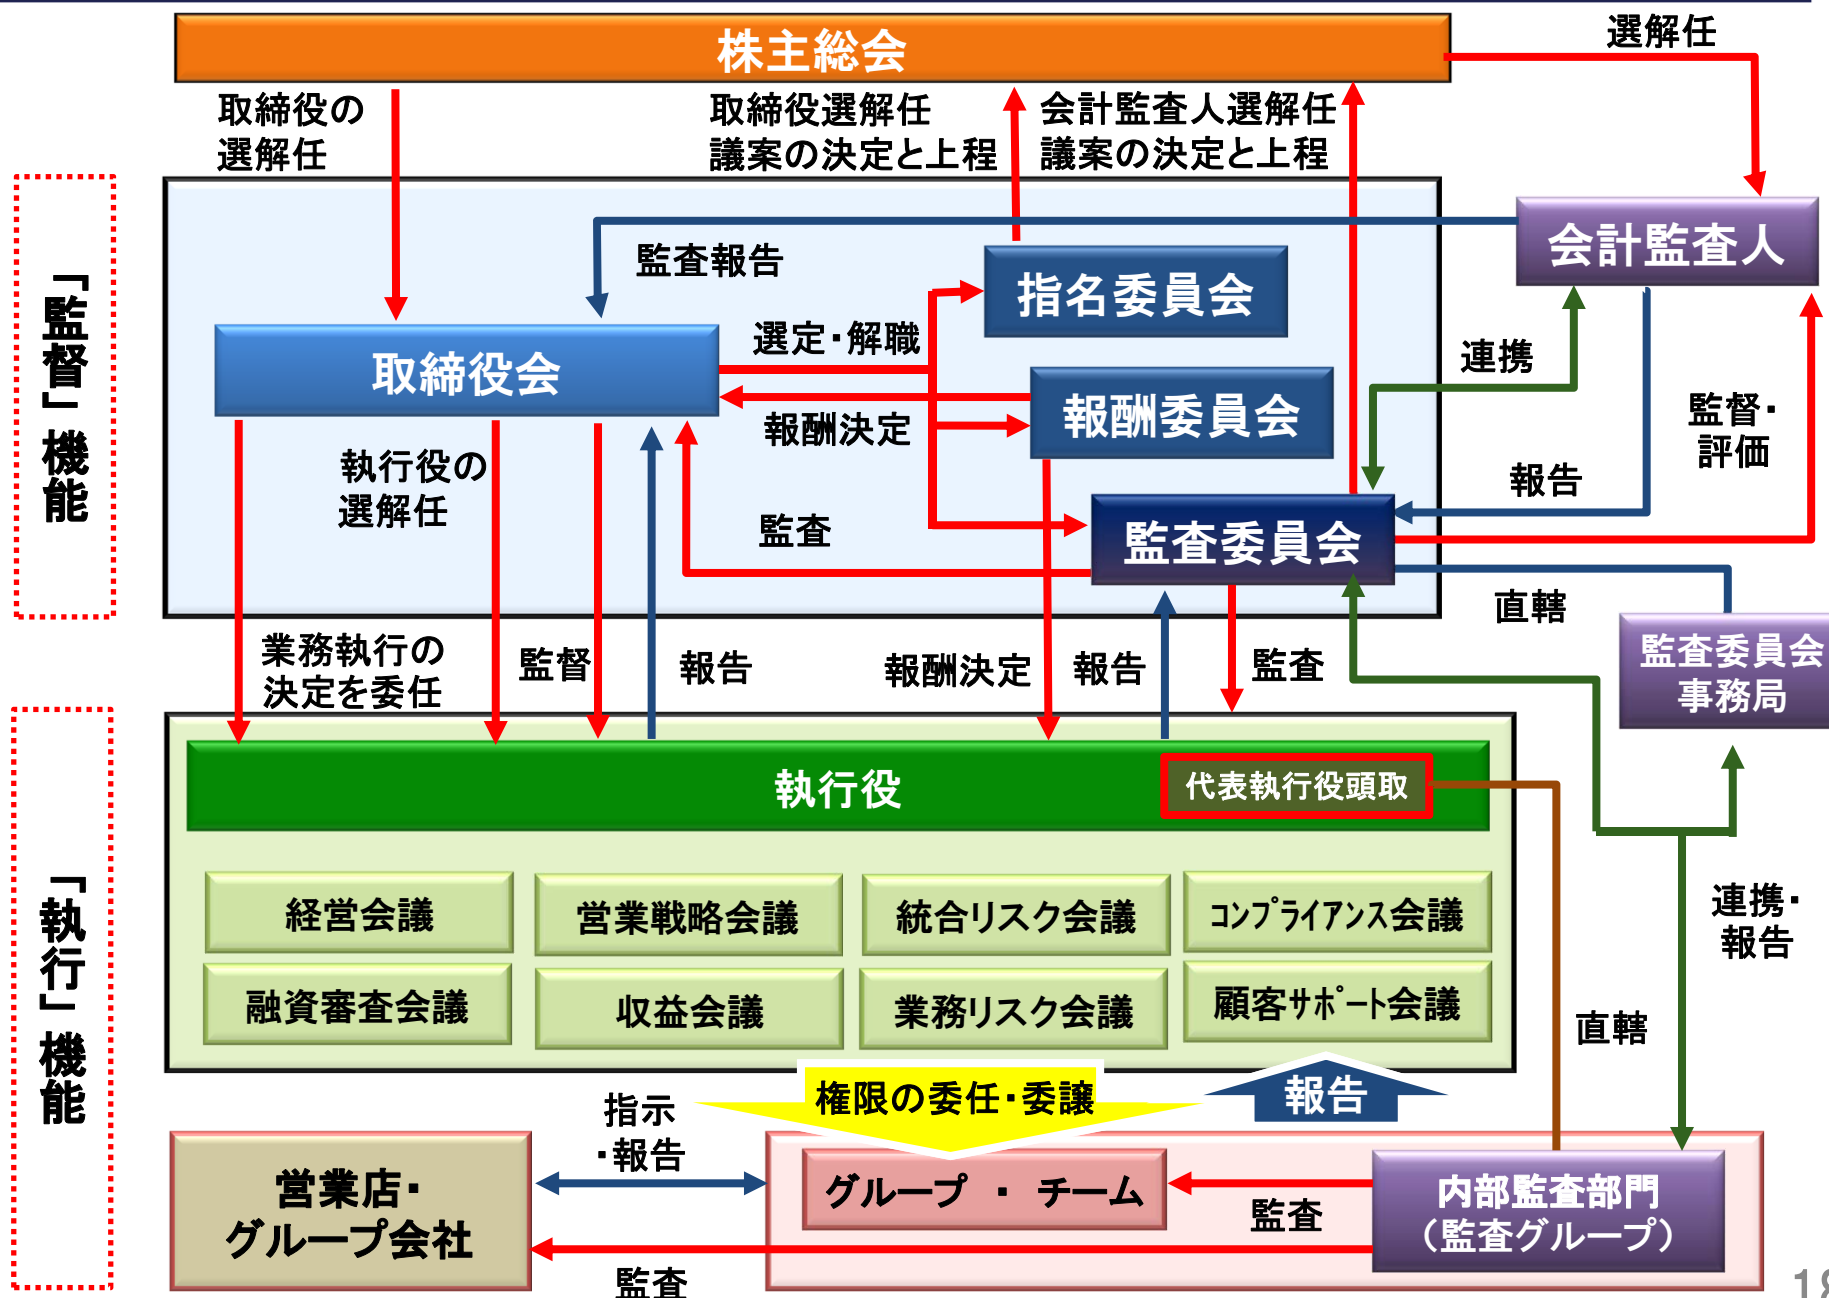 選解任
株主総会
取締役の
選解任
取締役選解任
議案の決定と上程
会計監査人選解任
議案の決定と上程
「監督」機能
監査報告
会計監査人
指名委員会
選定・解職
取締役会
連携
報酬委員会
報酬決定
監督・
評価
執行役の
選解任
報告
監査
監査委員会
直轄
業務執行の
決定を委任
監督
報告
報酬決定
報告
監査
監査委員会
事務局
「執行」機能
執行役
代表執行役頭取
経営会議
営業戦略会議
統合リスク会議
コンプライアンス会議
連携・
報告
融資審査会議
収益会議
業務リスク会議
顧客サポート会議
直轄
権限の委任・委譲
報告
指示
・報告
営業店・
グループ会社
グループ ・ チーム
監査
内部監査部門
（監査グループ）
監査
18